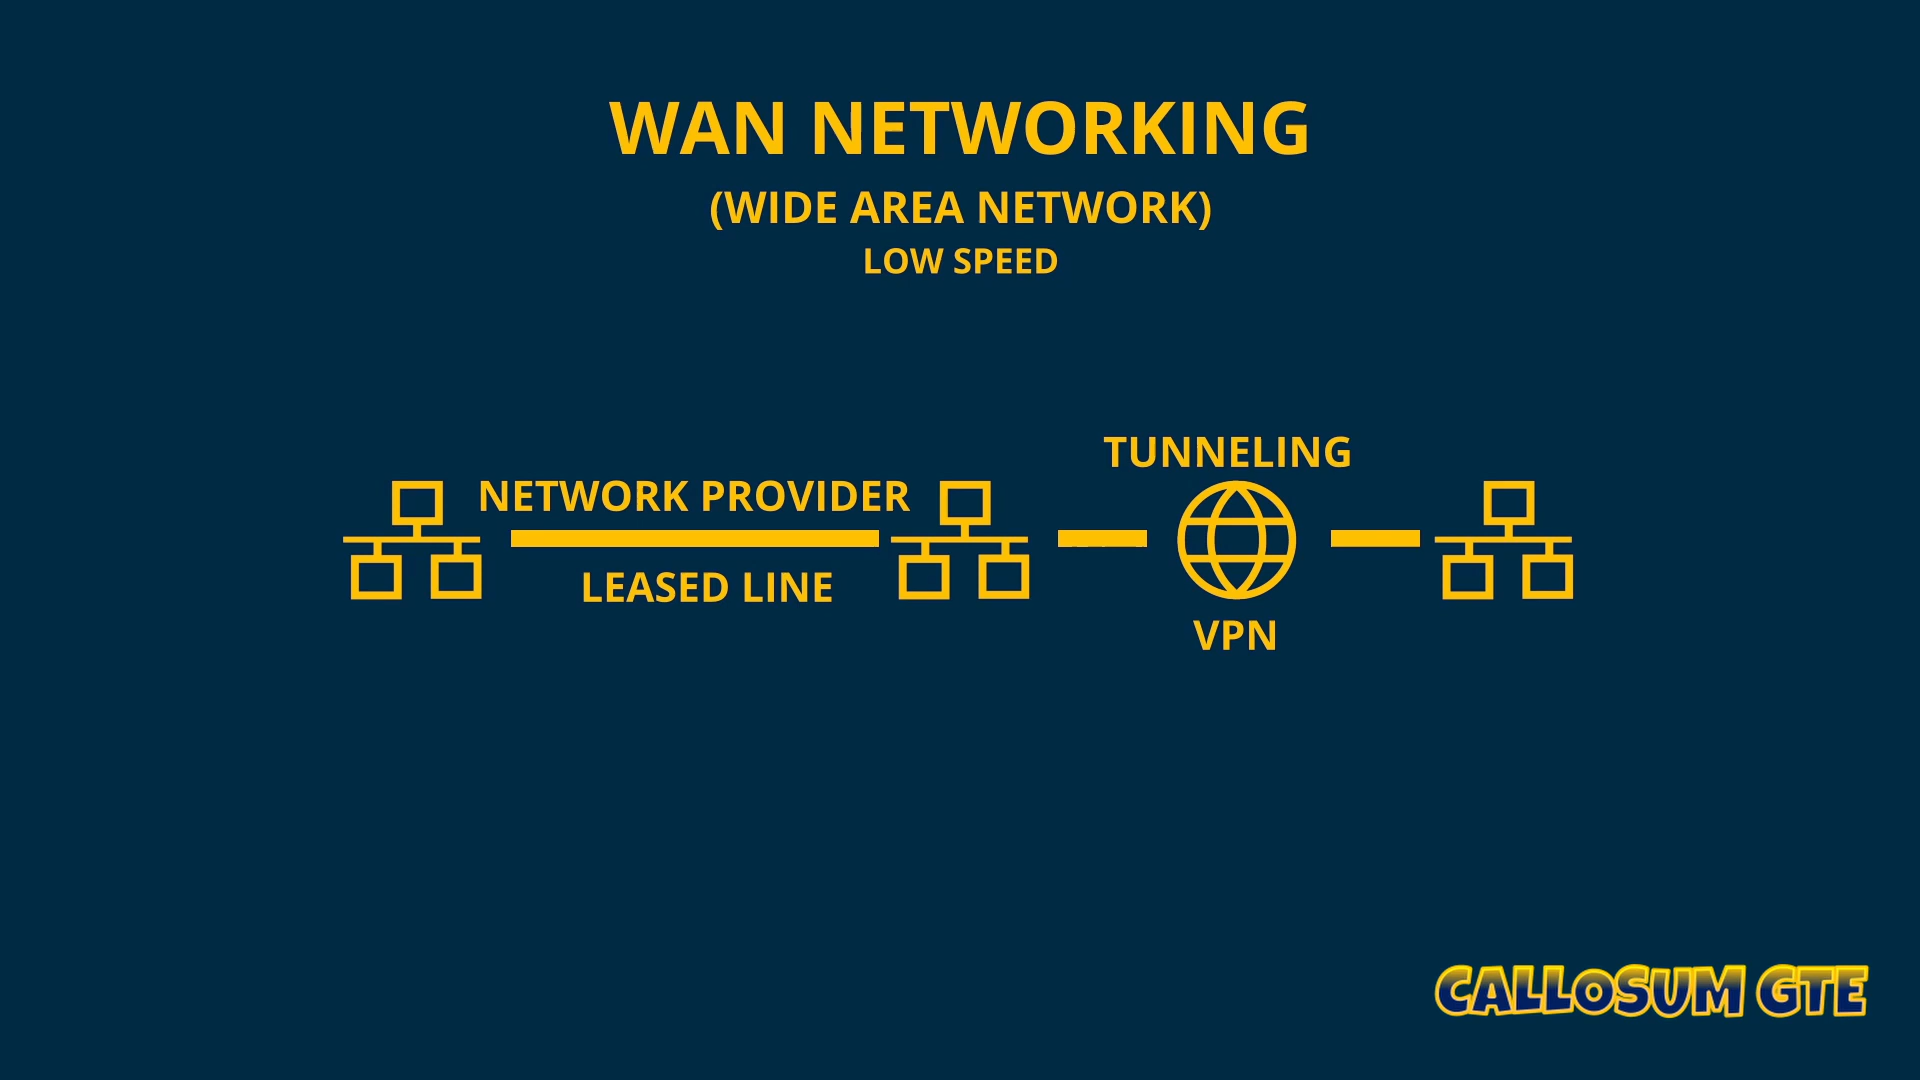 WAN NETWORKING
(WIDE AREA NETWORK)
LOW SPEED
NETWORK PROVIDER
LEASED LINE
TUNNELING
VPN
CALLOSUM GTE